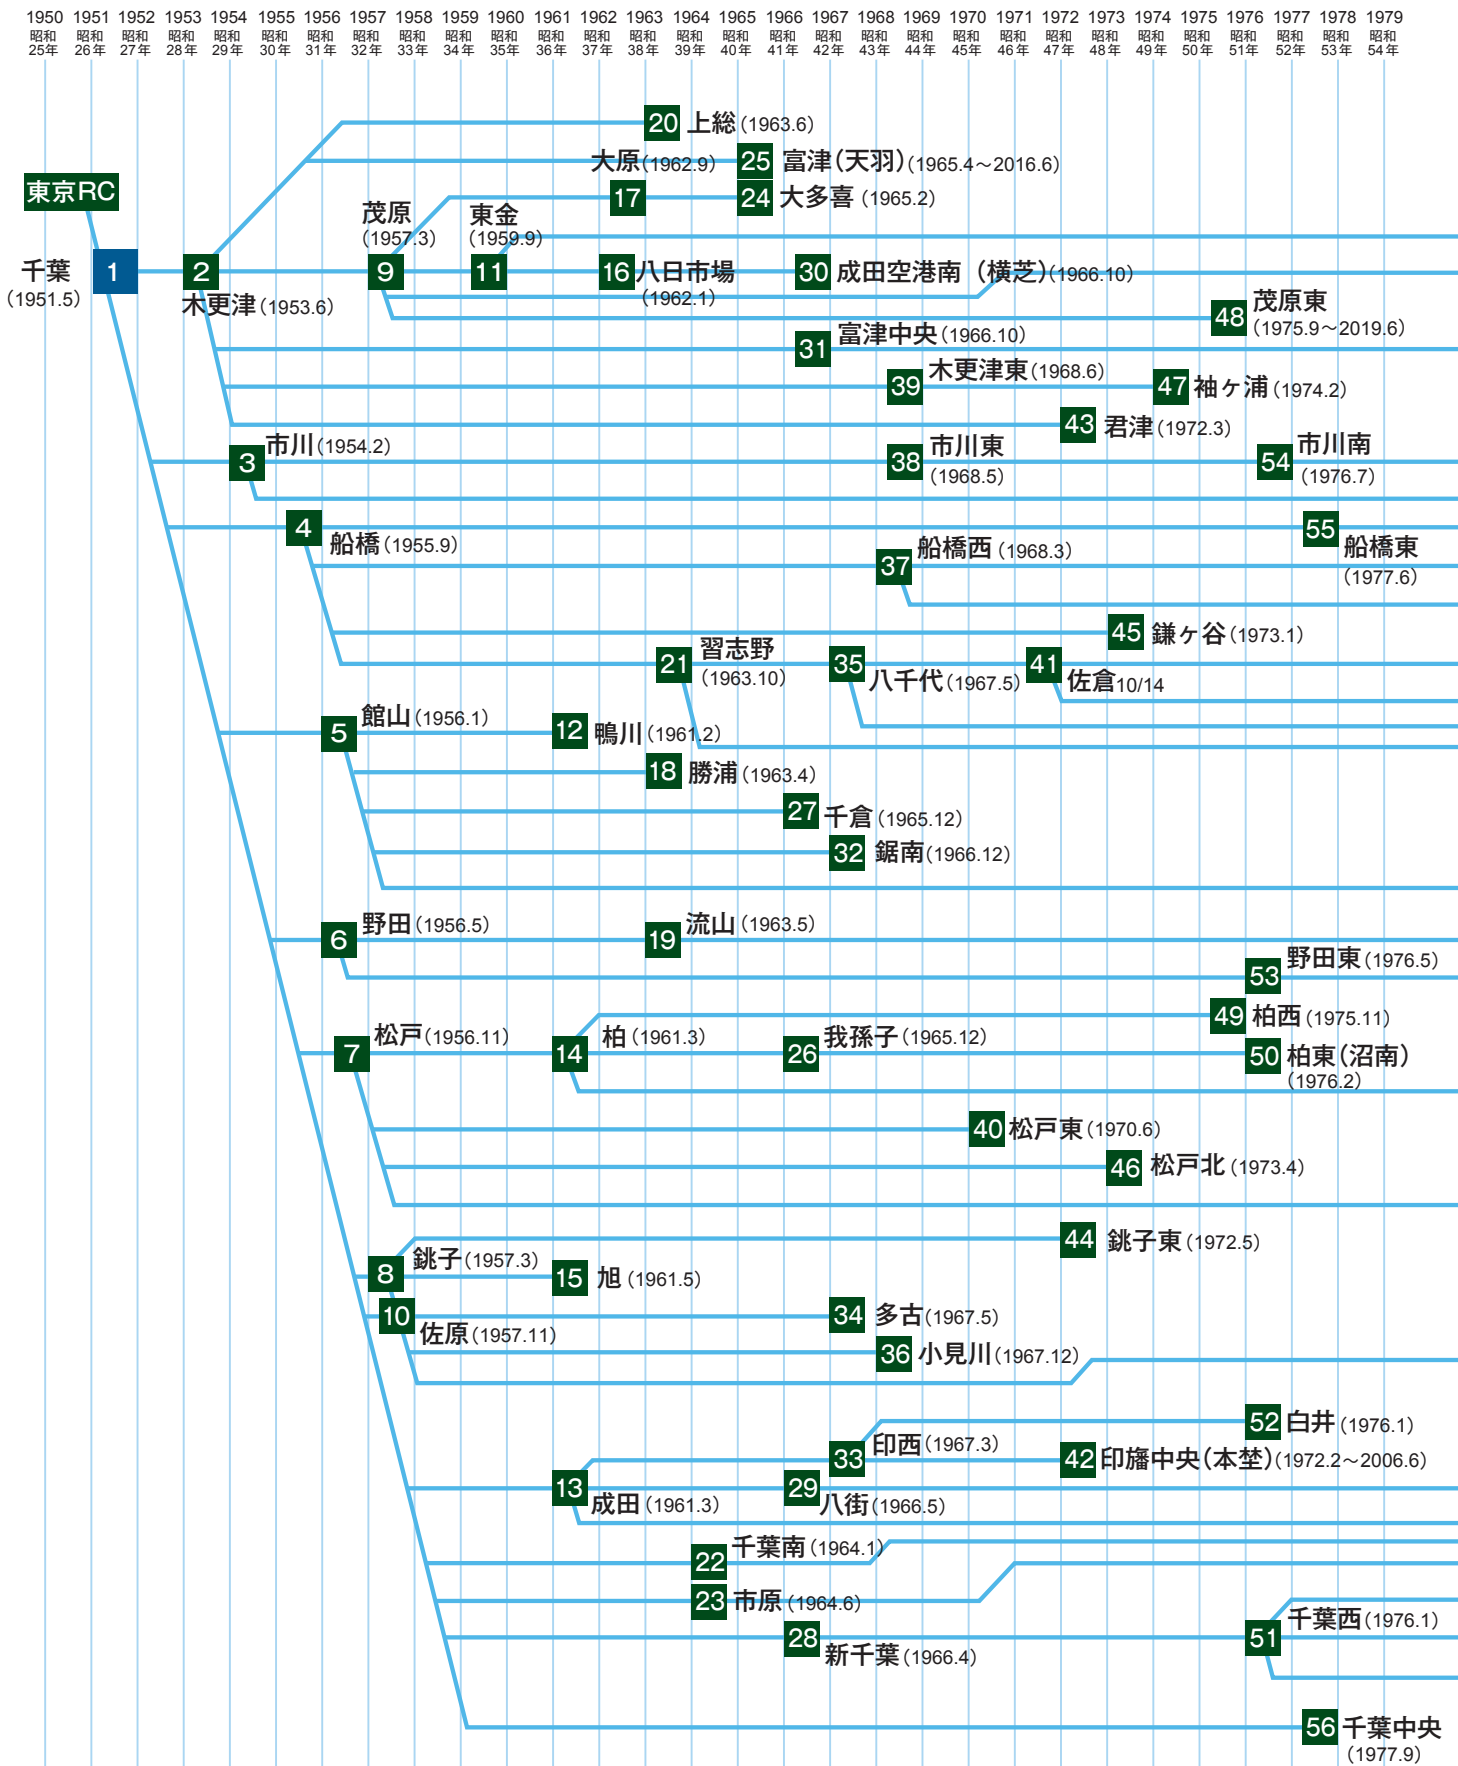 1950 1951 1952 1953 1954 1955 1956 1957 1958 1959 1960 1961 1962 1963 1964 1965 1966 1967 1968 1969 1970 1971 1972 1973 1974 1975 1976 1977 1978 1979
昭和 昭和 昭和 昭和 昭和 昭和 昭和 昭和 昭和 昭和 昭和 昭和 昭和 昭和 昭和 昭和 昭和 昭和 昭和 昭和 昭和 昭和 昭和 昭和 昭和 昭和 昭和 昭和 昭和 昭和
25年 26年 27年 28年 29年 30年 31年 32年 33年 34年 35年 36年 37年 38年 39年 40年 41年 42年 43年 44年 45年 46年 47年 48年 49年 50年 51年 52年 53年 54年
20 上総(1963.6)
大原(1962.9) 25 富津(天羽)(1965.4〜2016.6)
東京RC
17 24 大多喜(1965.2)
茂原 東金
(1957.3) (1959.9)
千葉 1 2 9 11 16 八日市場 30 成田空港南(横芝)(1966.10)
(1951.5) 木更津(1953.6) (1962.1)
48 茂原東
(1975.9〜2019.6)
31 富津中央(1966.10)
39 木更津東(1968.6) 47 袖ヶ浦(1974.2)
43 君津(1972.3)
3 市川(1954.2) 38 市川東 54 市川南
(1968.5) (1976.7)
4 船橋(1955.9) 55 船橋東
(1977.6)
37 船橋西(1968.3)
45 鎌ヶ谷(1973.1)
21 習志野 35 八千代(1967.5) 41 佐倉10/14
(1963.10)
5 館山(1956.1) 12 鴨川(1961.2)
18 勝浦(1963.4)
27 千倉(1965.12)
32 鋸南(1966.12)
6 野田(1956.5) 19 流山(1963.5)
53 野田東(1976.5)
49 柏西(1975.11)
7 松戸(1956.11) 14 柏(1961.3) 26 我孫子(1965.12) 50 柏東(沼南)
(1976.2)
40 松戸東(1970.6)
46 松戸北(1973.4)
44 銚子東(1972.5)
8 銚子(1957.3) 15 旭(1961.5)
10 佐原(1957.11) 34 多古(1967.5)
36 小見川(1967.12)
52 白井(1976.1)
33 印西(1967.3) 42 印旛中央(本埜)(1972.2〜2006.6)
13 成田(1961.3) 29 八街(1966.5)
22 千葉南(1964.1)
23 市原(1964.6)
28 新千葉(1966.4) 51 千葉西(1976.1)
56 千葉中央
(1977.9)